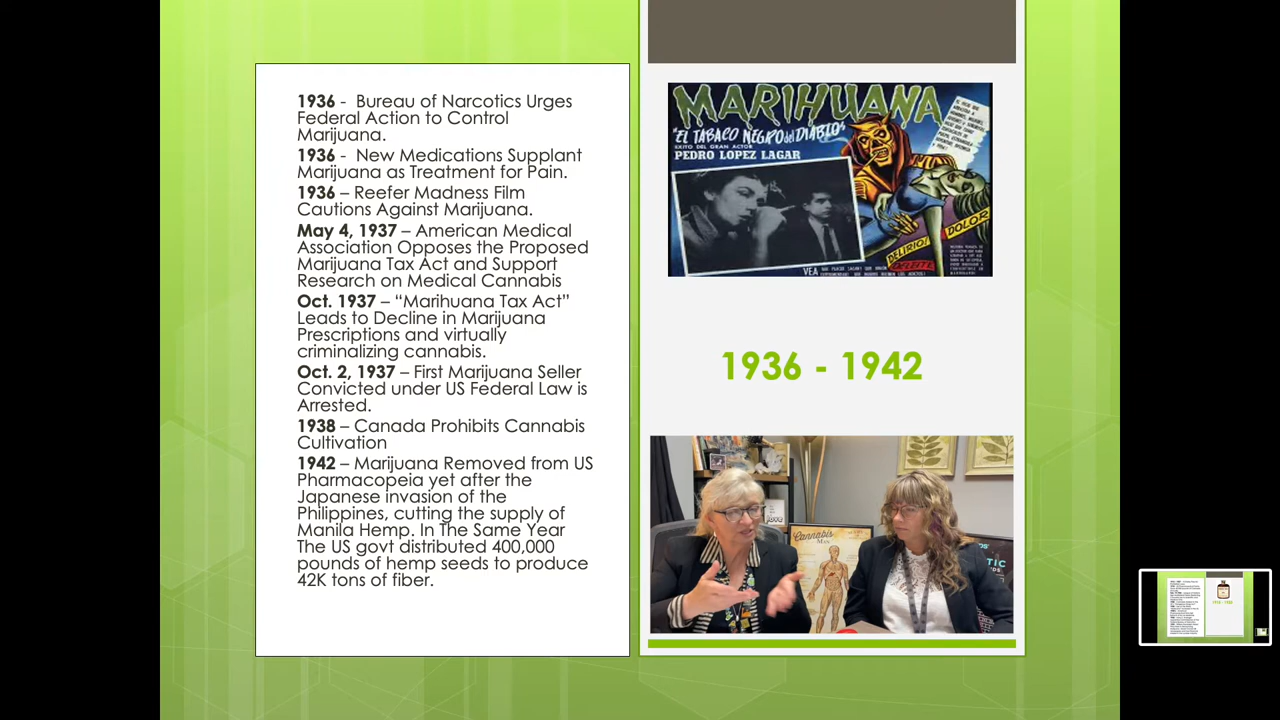 1936 - Bureau of Narcotics Urges
Federal Action to Control
Marijuana.
1936 - New Medications Supplant
Marijuana as Treatment for Pain.
1936 – Reefer Madness Film
Cautions Against Marijuana.
May 4, 1937 – American Medical
Association Opposes the Proposed
Marijuana Tax Act and Support
Research on Medical Cannabis
Oct. 1937 – “Marihuana Tax Act”
Leads to Decline in Marijuana
Prescriptions and virtually
criminalizing cannabis.
Oct. 2, 1937 – First Marijuana Seller
Convicted under US Federal Law is
Arrested.
1938 – Canada Prohibits Cannabis
Cultivation
1942 – Marijuana Removed from US
Pharmacopeia yet after the
Japanese invasion of the
Philippines, cutting the supply of
Manila Hemp. In The Same Year
The US govt distributed 400,000
pounds of hemp seeds to produce
42K tons of fiber.
MARIHUANA
"EL TABACO NEGRO del DIABLO"
EXITO DEL GRAN ACTOR
PEDRO LOPEZ LAGAR
DELIRIO!
DOLOR
VEA
1936 - 1942
Cannabis
MAN